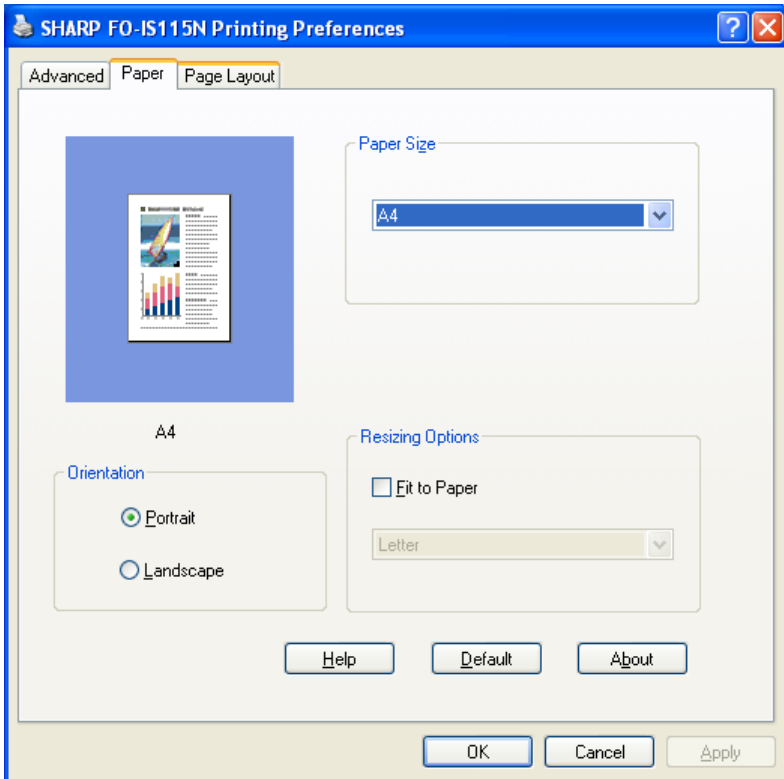 SHARP FO-IS115N Printing Preferences
Advanced
Paper
Page Layout
Paper Size
A4
A4
Orientation
Portrait
Landscape
Resizing Options
Fit to Paper
Letter
Help
Default
About
OK
Cancel
Apply